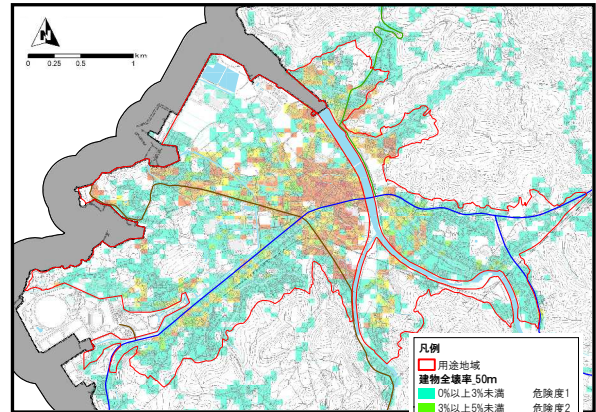 N
km
0 0.25 0.5 1
凡例
用途地域
建物全壊率_50m
0%以上3%未満 危険度1
3%以上5%未満 危険度2